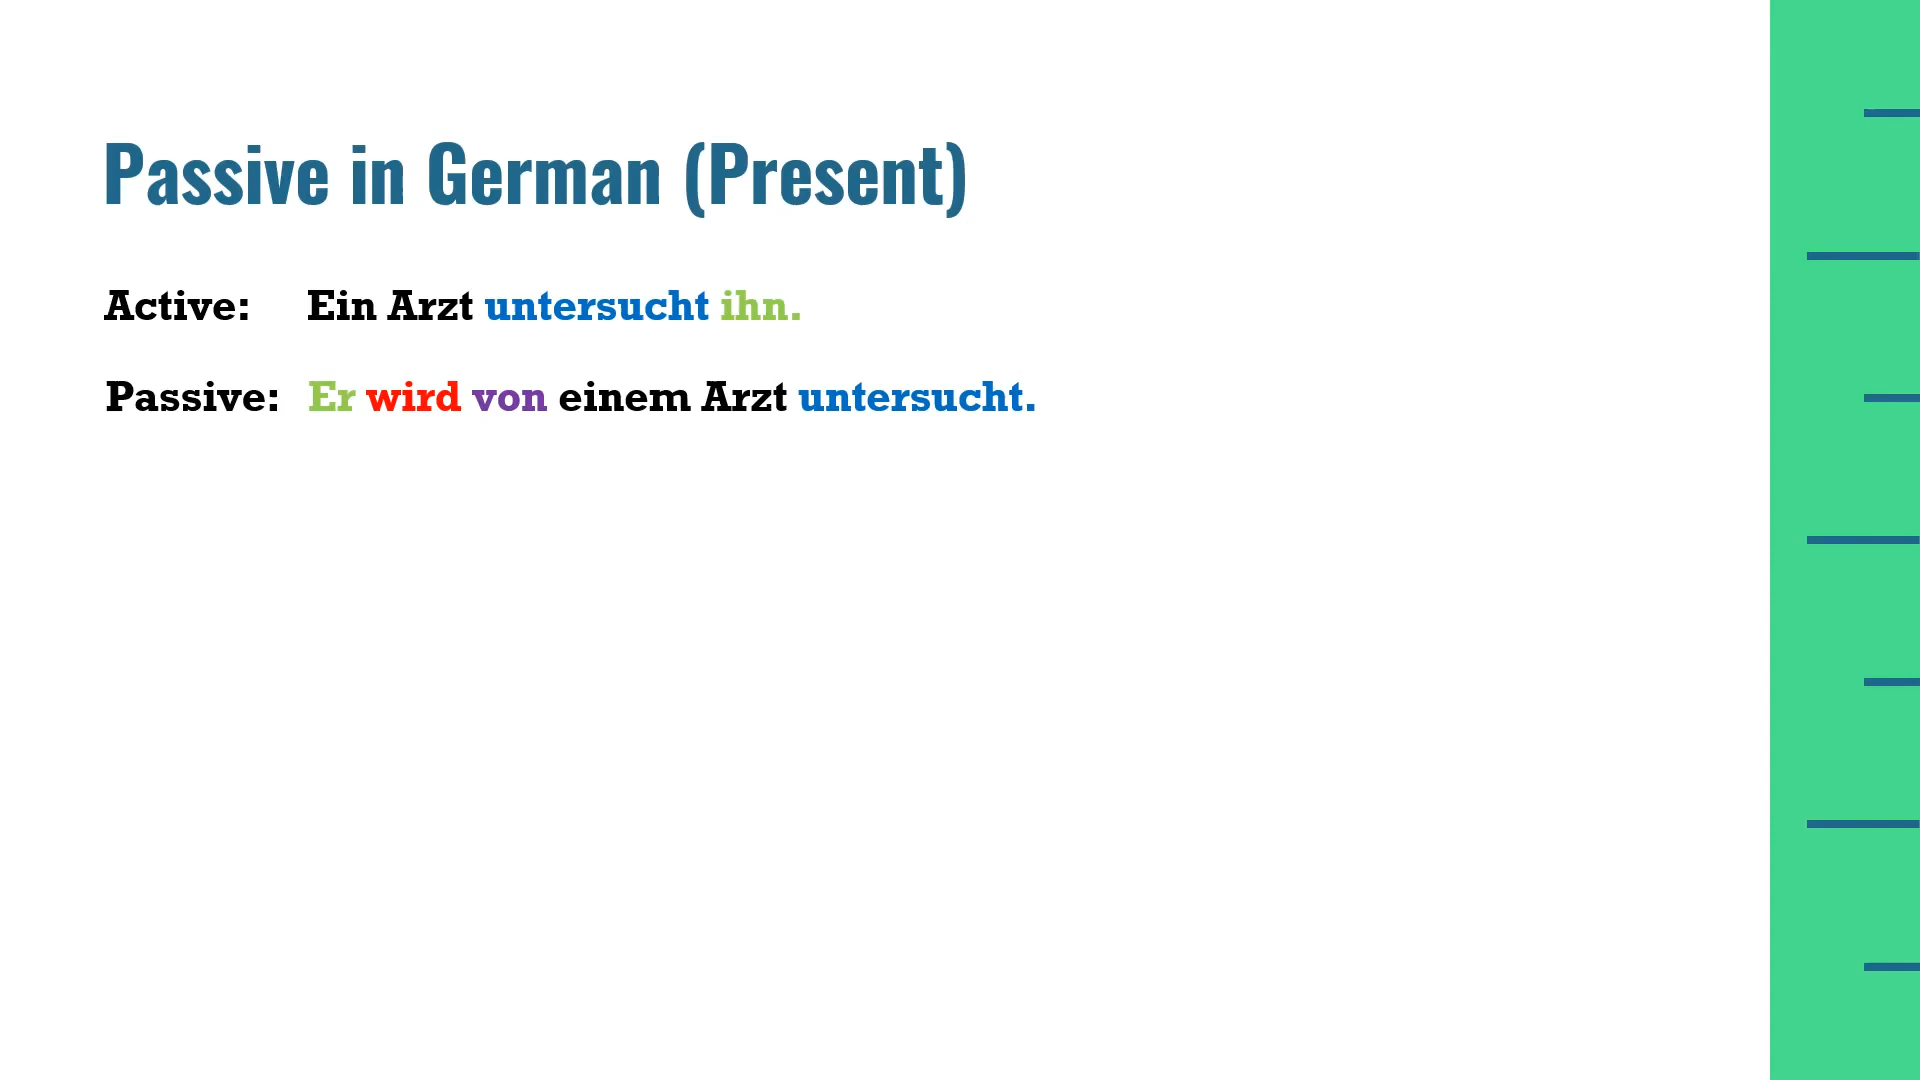 Passive in German (Present)
Active: Ein Arzt untersucht ihn.
Passive: Er wird von einem Arzt untersucht.